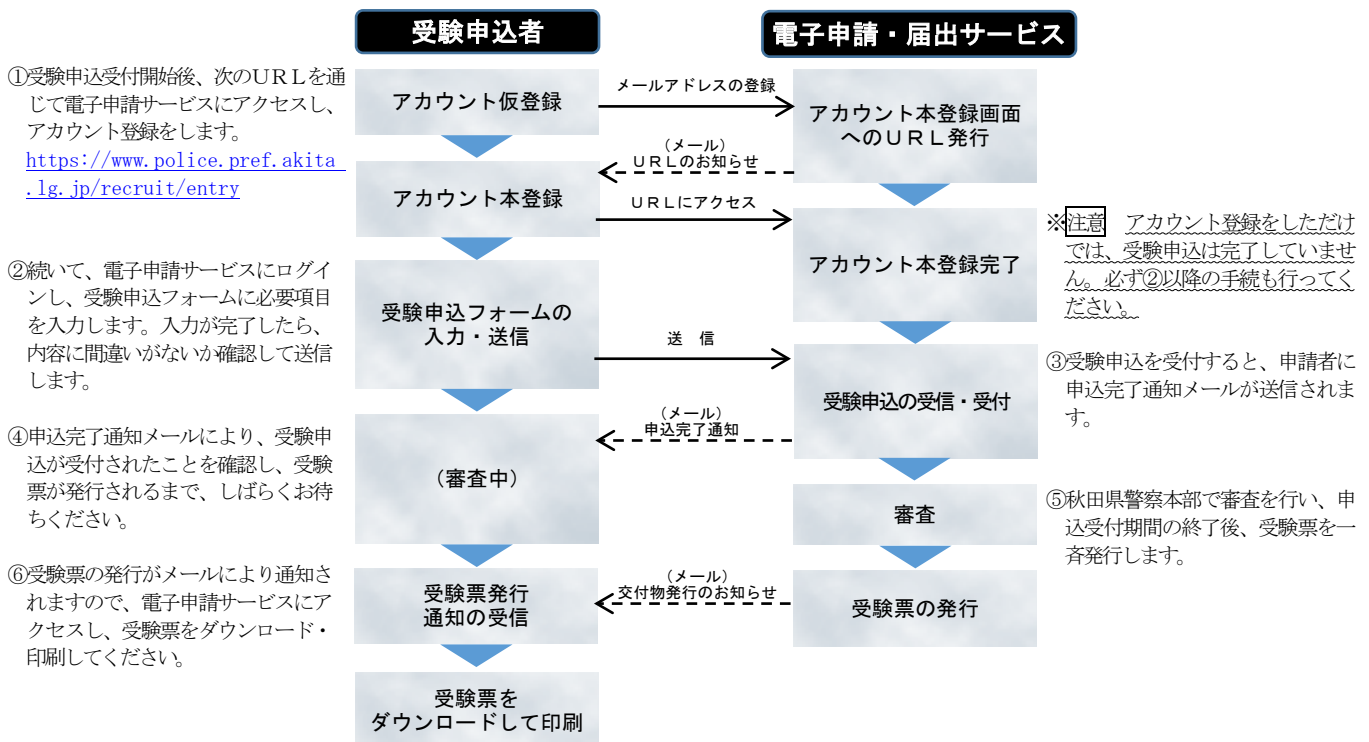 受験申込者
電子申請・届出サービス
①受験申込受付開始後、次のURLを通
じて電子申請サービスにアクセスし、
アカウント登録をします。
https://www.police.pref.akita
.lg.jp/recruit/entry
アカウント仮登録
メールアドレスの登録
アカウント本登録画面
へのURL発行
(メール)
URLのお知らせ
アカウント本登録
URLにアクセス
アカウント本登録完了
※注意 アカウント登録をしただけ
では、受験申込は完了していませ
ん。必ず②以降の手続も行ってく
ださい。
②続いて、電子申請サービスにログイ
ンし、受験申込フォームに必要項目
を入力します。入力が完了したら、
内容に間違いがないか確認して送信
します。
受験申込フォームの
入力・送信
送 信
受験申込の受信・受付
③受験申込を受付すると、申請者に
申込完了通知メールが送信されま
す。
(メール)
申込完了通知
④申込完了通知メールにより、受験申
込が受付されたことを確認し、受験
票が発行されるまで、しばらくお待
ちください。
(審査中)
審査
⑤秋田県警察本部で審査を行い、申
込受付期間の終了後、受験票を一
斉発行します。
⑥受験票の発行がメールにより通知さ
れますので、電子申請サービスにア
クセスし、受験票をダウンロード・
印刷してください。
受験票発行
通知の受信
(メール)
交付物発行のお知らせ
受験票の発行
受験票を
ダウンロードして印刷